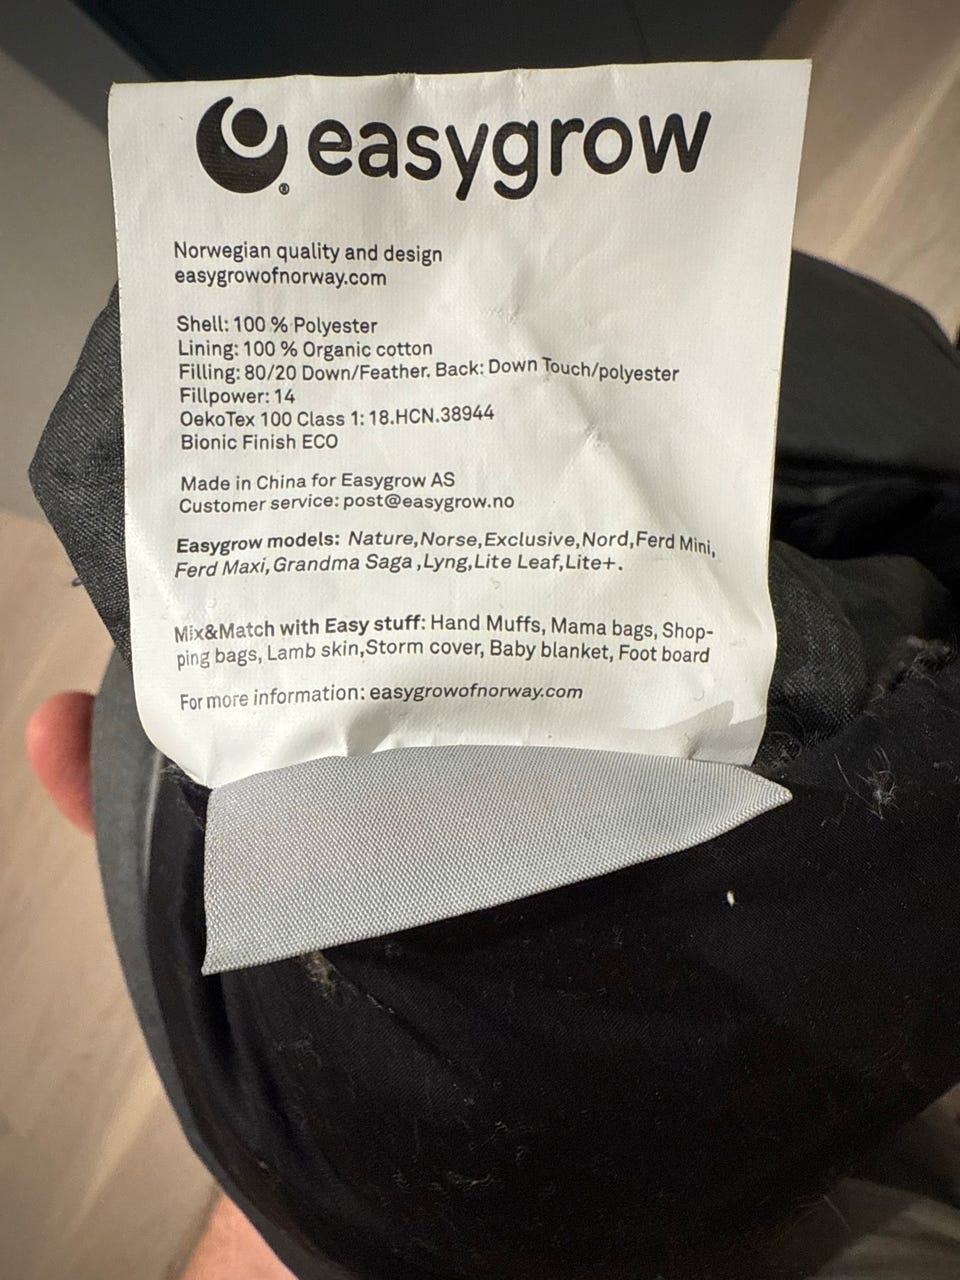 easygrow
®
Norwegian quality and design
easygrowofnorway.com
Shell: 100 % Polyester
Lining: 100 % Organic cotton
Filling: 80/20 Down/Feather. Back: Down Touch/polyester
Fillpower: 14
OekoTex 100 Class 1: 18.HCN.38944
Bionic Finish ECO
Made in China for Easygrow AS
Customer service: post@easygrow.no
Easygrow models: Nature,Norse,Exclusive,Nord,Ferd Mini,
Ferd Maxi,Grandma Saga ,Lyng,Lite Leaf,Lite+.
Mix&Match with Easy stuff: Hand Muffs, Mama bags, Shop-
ping bags, Lamb skin,Storm cover, Baby blanket, Foot board
For more information: easygrowofnorway.com